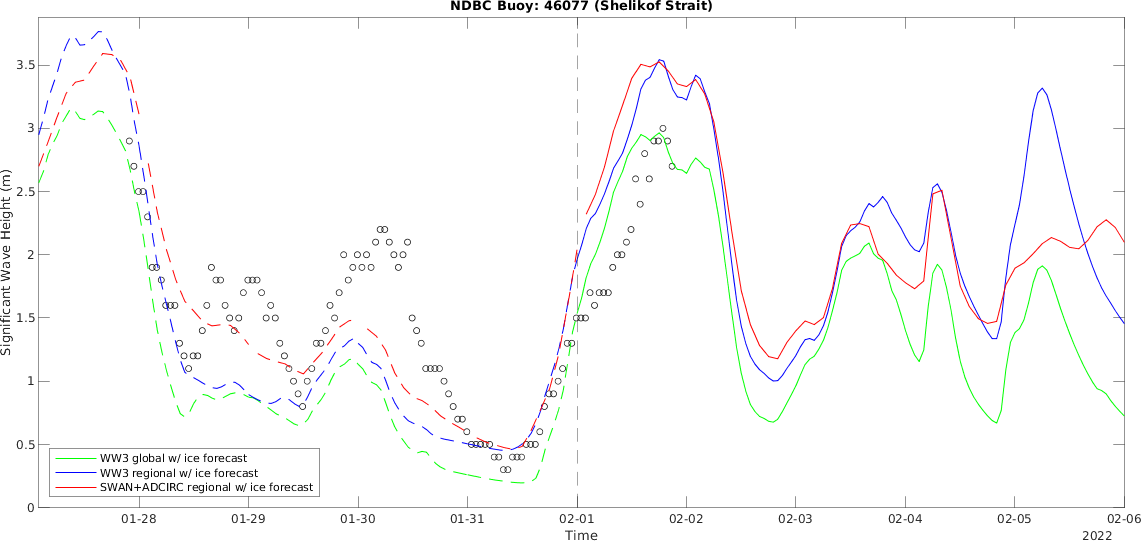 NDBC Buoy: 46077 (Shelikof Strait)
Significant Wave Height (m)
3.5
3
2.5
2
1.5
1
0.5
0
WW3 global w/ ice forecast
WW3 regional w/ ice forecast
SWAN+ADCIRC regional w/ ice forecast
01-28 01-29 01-30 01-31 02-01 02-02 02-03 02-04 02-05 02-06
Time
2022